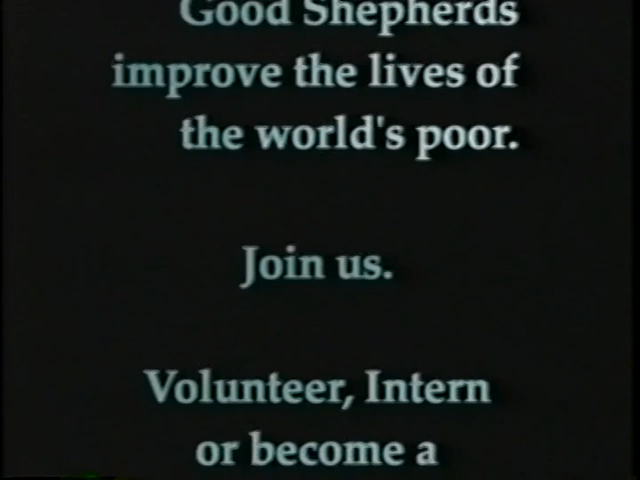 Good Shepherds
improve the lives of
the world's poor.
Join us.
Volunteer, Intern
or become a